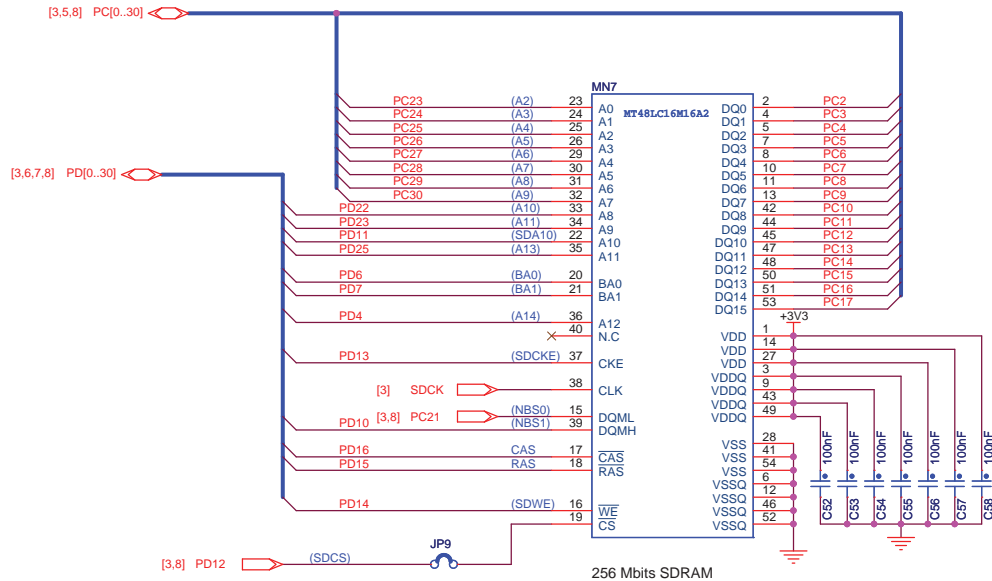 [3,5,8] PC[0..30]
MN7
MT48LC16M16A2
PC23 (A2) 23 A0 DQ0 2 PC2
PC24 (A3) 24 A1 DQ1 4 PC3
PC25 (A4) 25 A2 DQ2 5 PC4
PC26 (A5) 26 A3 DQ3 7 PC5
PC27 (A6) 29 A4 DQ4 8 PC6
PC28 (A7) 30 A5 DQ5 10 PC7
PC29 (A8) 31 A6 DQ6 11 PC8
PC30 (A9) 32 A7 DQ7 13 PC9
[3,6,7,8] PD[0..30]
PD22 (A10) 33 A8 DQ8 42 PC10
PD23 (A11) 34 A9 DQ9 44 PC11
PD11 (SDA10) 22 A10 DQ10 45 PC12
PD25 (A13) 35 A11 DQ11 47 PC13
DQ12 48 PC14
PD6 (BA0) 20 BA0 DQ13 50 PC15
PD7 (BA1) 21 BA1 DQ14 51 PC16
DQ15 53 PC17
+3V3
PD4 (A14) 36 A12
40 N.C VDD 1
VDD 14
PD13 (SDCKE) 37 CKE VDD 27
VDDQ 3
[3] SDCK 38 CLK VDDQ 9
VDDQ 43
[3,8] PC21 (NBS0) 15 DQML VDDQ 49
PD10 (NBS1) 39 DQMH
VSS 28
PD16 CAS 17 CAS VSS 41
PD15 RAS 18 RAS VSS 54
VSSQ 6
VSSQ 12
PD14 (SDWE) 16 WE VSSQ 46
19 CS VSSQ 52
100nF 100nF 100nF 100nF 100nF 100nF 100nF
C52 C53 C54 C55 C56 C57 C58
JP9
[3,8] PD12 (SDCS)
256 Mbits SDRAM